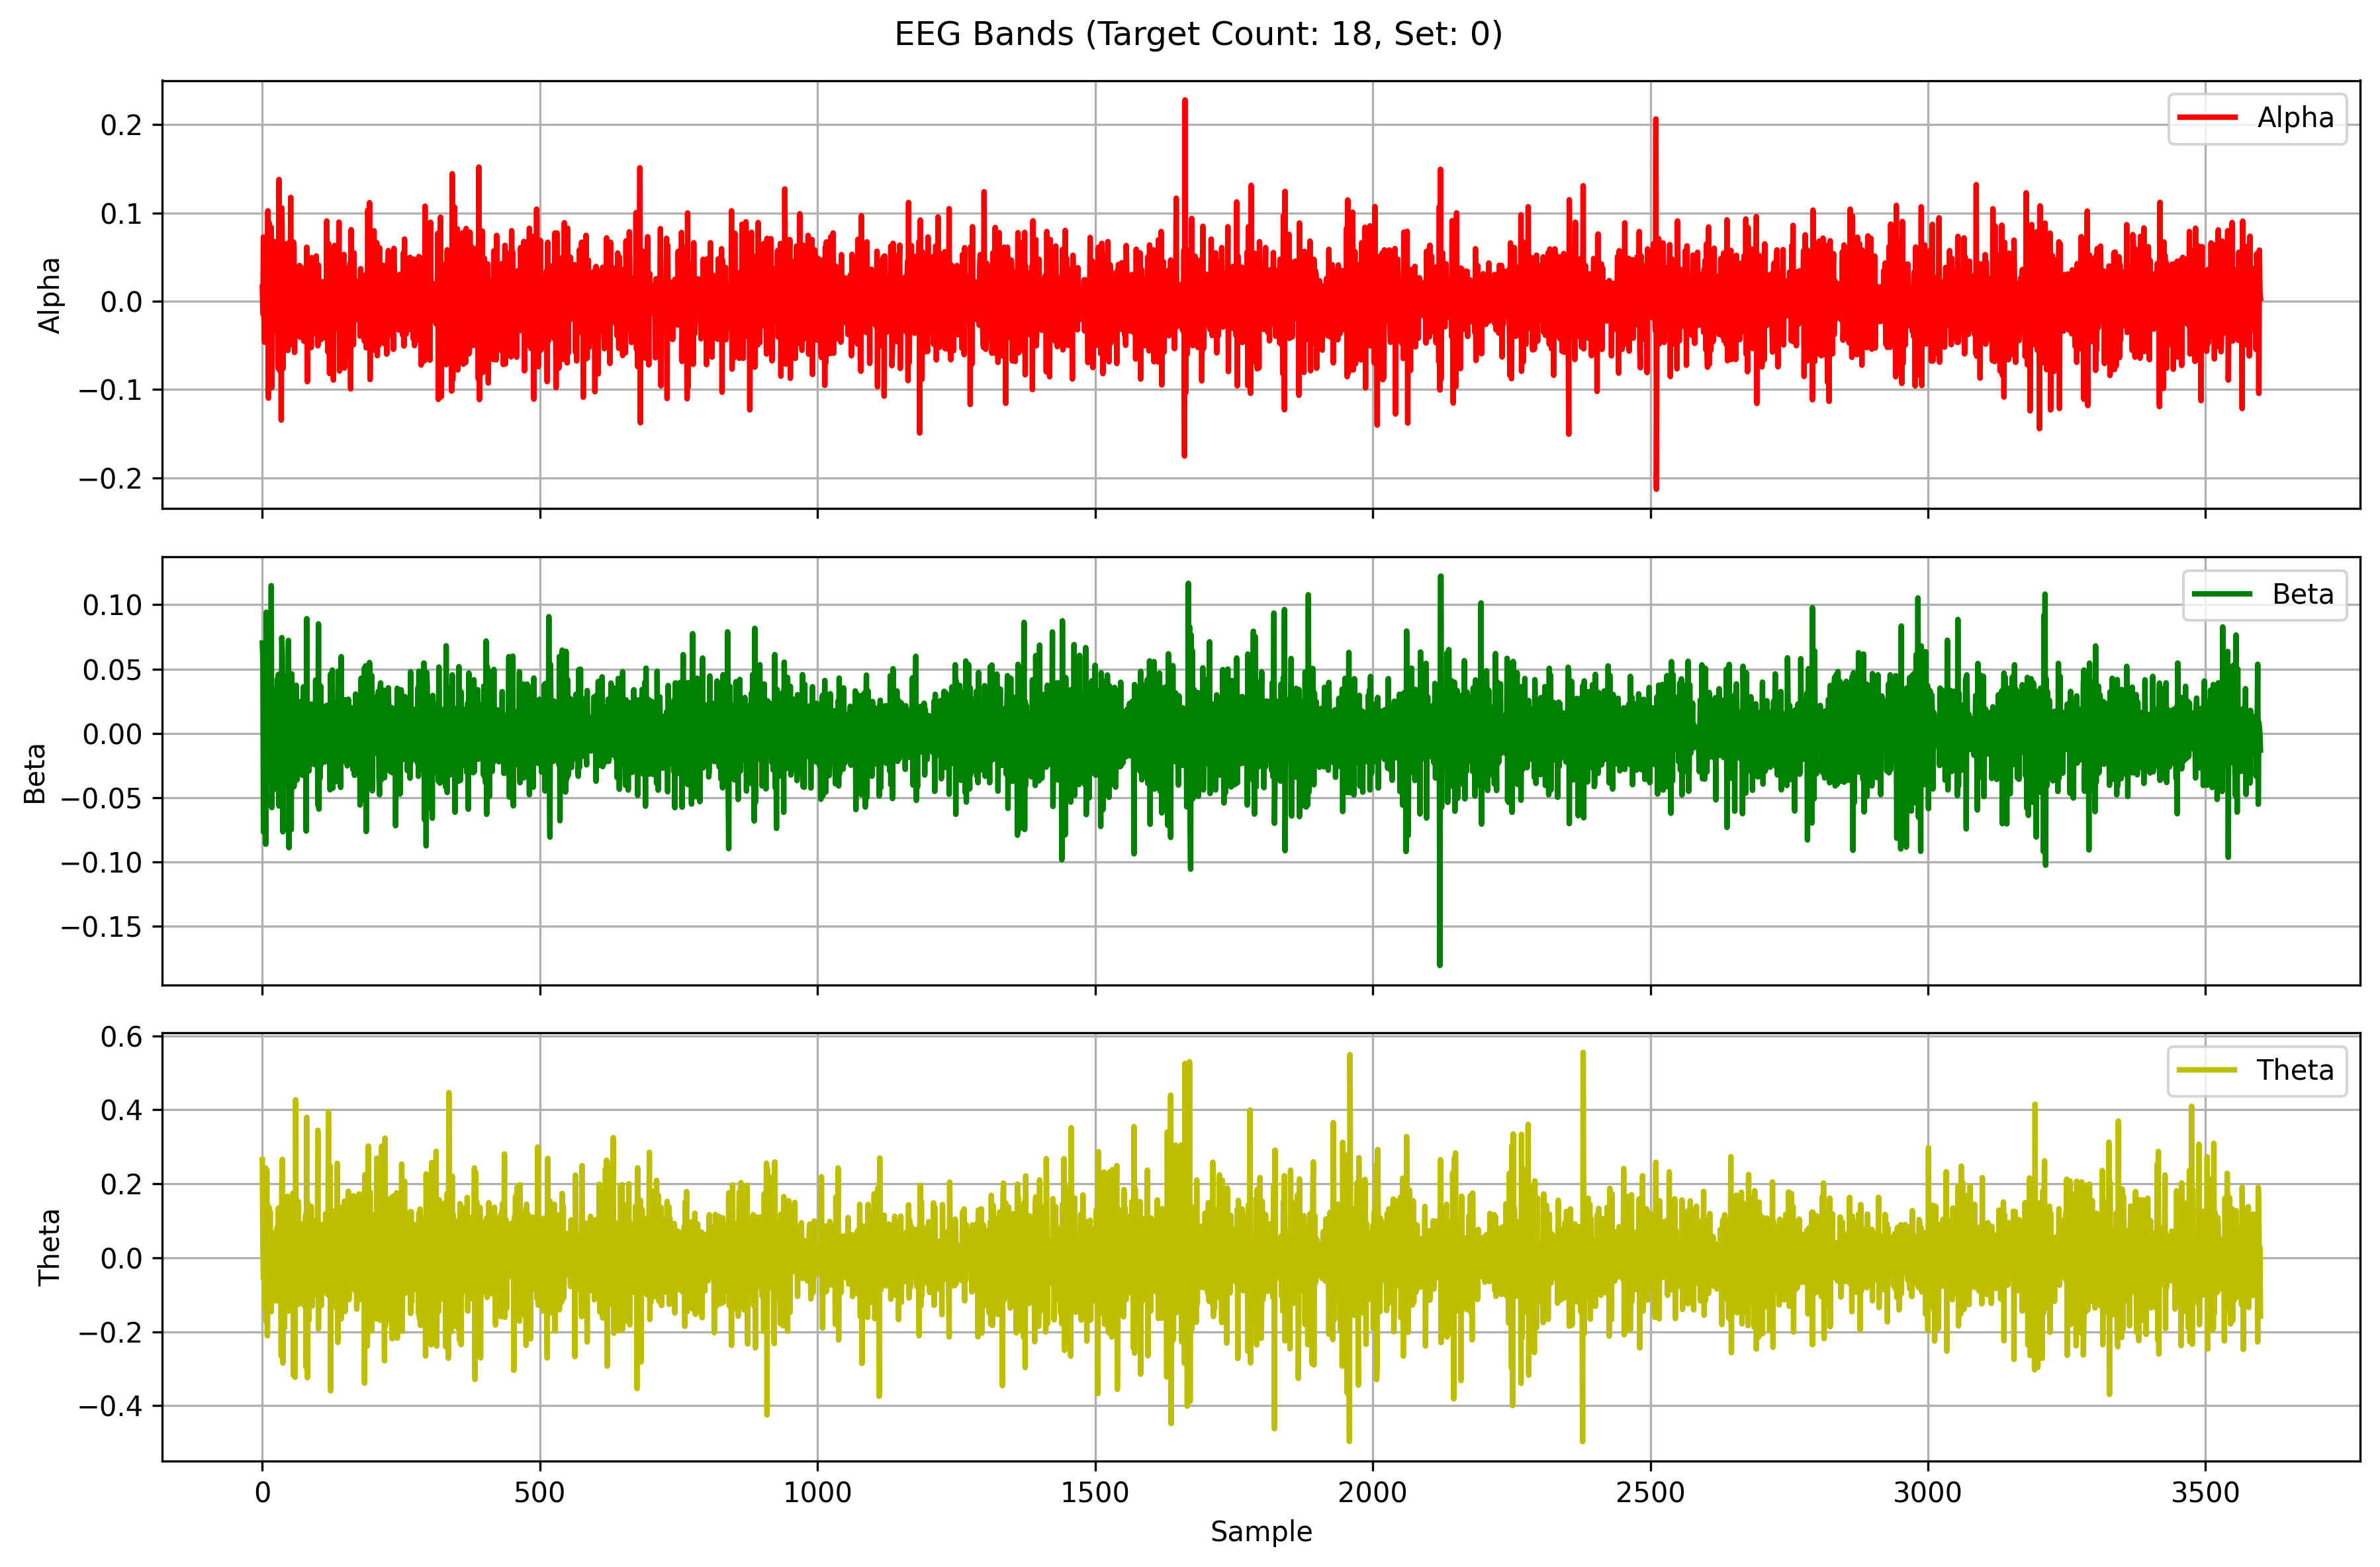 EEG Bands (Target Count: 18, Set: 0)
Alpha
0.2
0.1
0.0
−0.1
−0.2
Alpha
Beta
0.10
0.05
0.00
−0.05
−0.10
−0.15
Beta
Theta
0.6
0.4
0.2
0.0
−0.2
−0.4
Theta
0 500 1000 1500 2000 2500 3000 3500
Sample